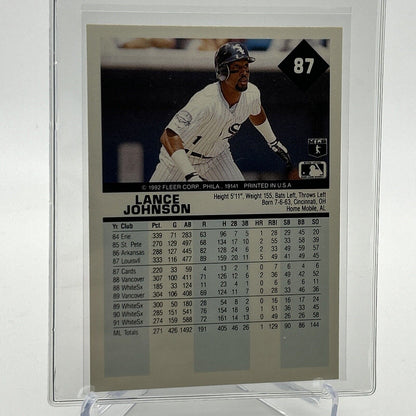 87
1
© 1992 FLEER CORP. PHILA., 19141 PRINTED IN U.S.A
LANCE JOHNSON
Height 5'11", Weight 155, Bats Left, Throws Left
Born 7-6-63, Cincinnati, OH
Home Mobile, AL
Yr. Club Pct. G AB R H 2B 3B HR RBI SB BB SO
84 Erie 339 71 283 63 96 7 5 1 28 29 45 20
85 St. Pete 270 129 497 68 134 17 10 2 55 33 58 39
86 Arkansas 288 127 445 82 128 24 6 2 33 49 59 57
87 Louisvll 333 116 477 89 159 21 11 5 50 42 49 45
87 Cards 220 33 59 4 13 2 1 0 7 6 4 6
88 Vancouver 307 100 411 71 126 12 6 2 36 49 42 52
88 WhiteSx 185 33 124 11 23 4 1 0 6 6 6 11
89 Vancouver 304 106 408 69 124 11 7 0 28 33 46 36
89 WhiteSx 300 50 180 28 54 8 2 0 16 16 17 24
90 WhiteSx 285 151 541 76 154 18 9 1 51 36 33 45
91 WhiteSx 274 159 588 72 161 14 13 0 49 26 26 58
ML Totals 271 426 1492 191 405 46 26 1 129 90 86 144